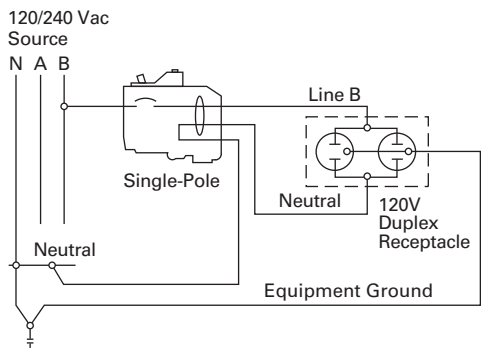 120/240 Vac
Source
N A B
Line B
Single-Pole
Neutral
120V
Duplex
Receptacle
Neutral
Equipment Ground